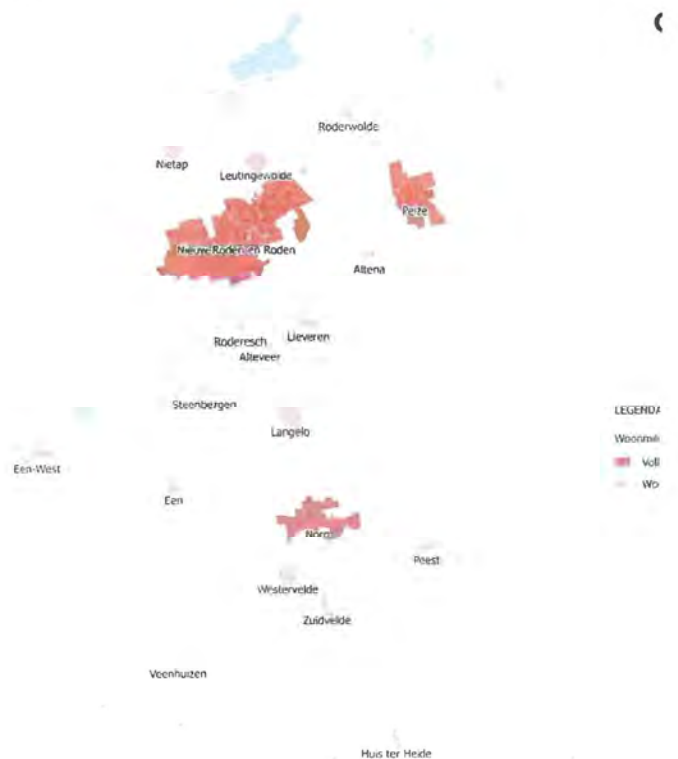 Roderwolde
Nietap
Leutingewolde
Peize
Nieuw-Roden en Roden
Altena
Roderesch
Lieveren
Alteveer
Steenbergen
LEGENDA
Langelo
Een-West
Een
Norg
Peest
Westervelde
Zuidvelde
Veenhuizen
Huis ter Heide